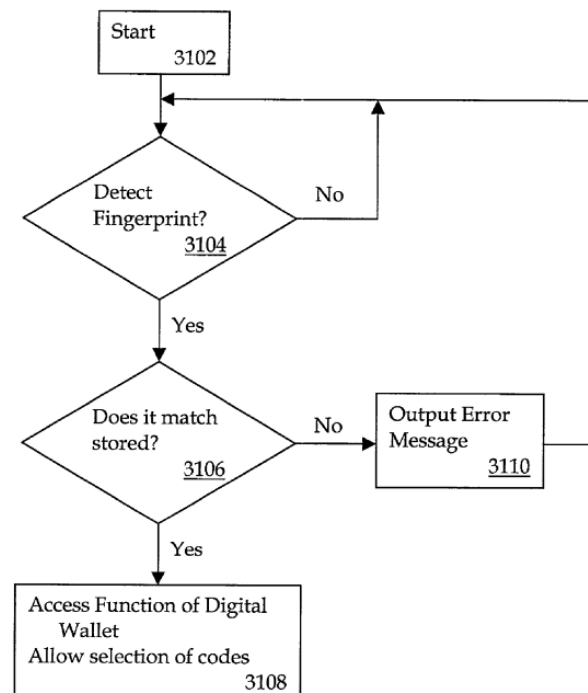 Start
3102
Detect
Fingerprint?
3104
No
Yes
Does it match
stored?
3106
No
Output Error
Message
3110
Yes
Access Function of Digital
Wallet
Allow selection of codes
3108